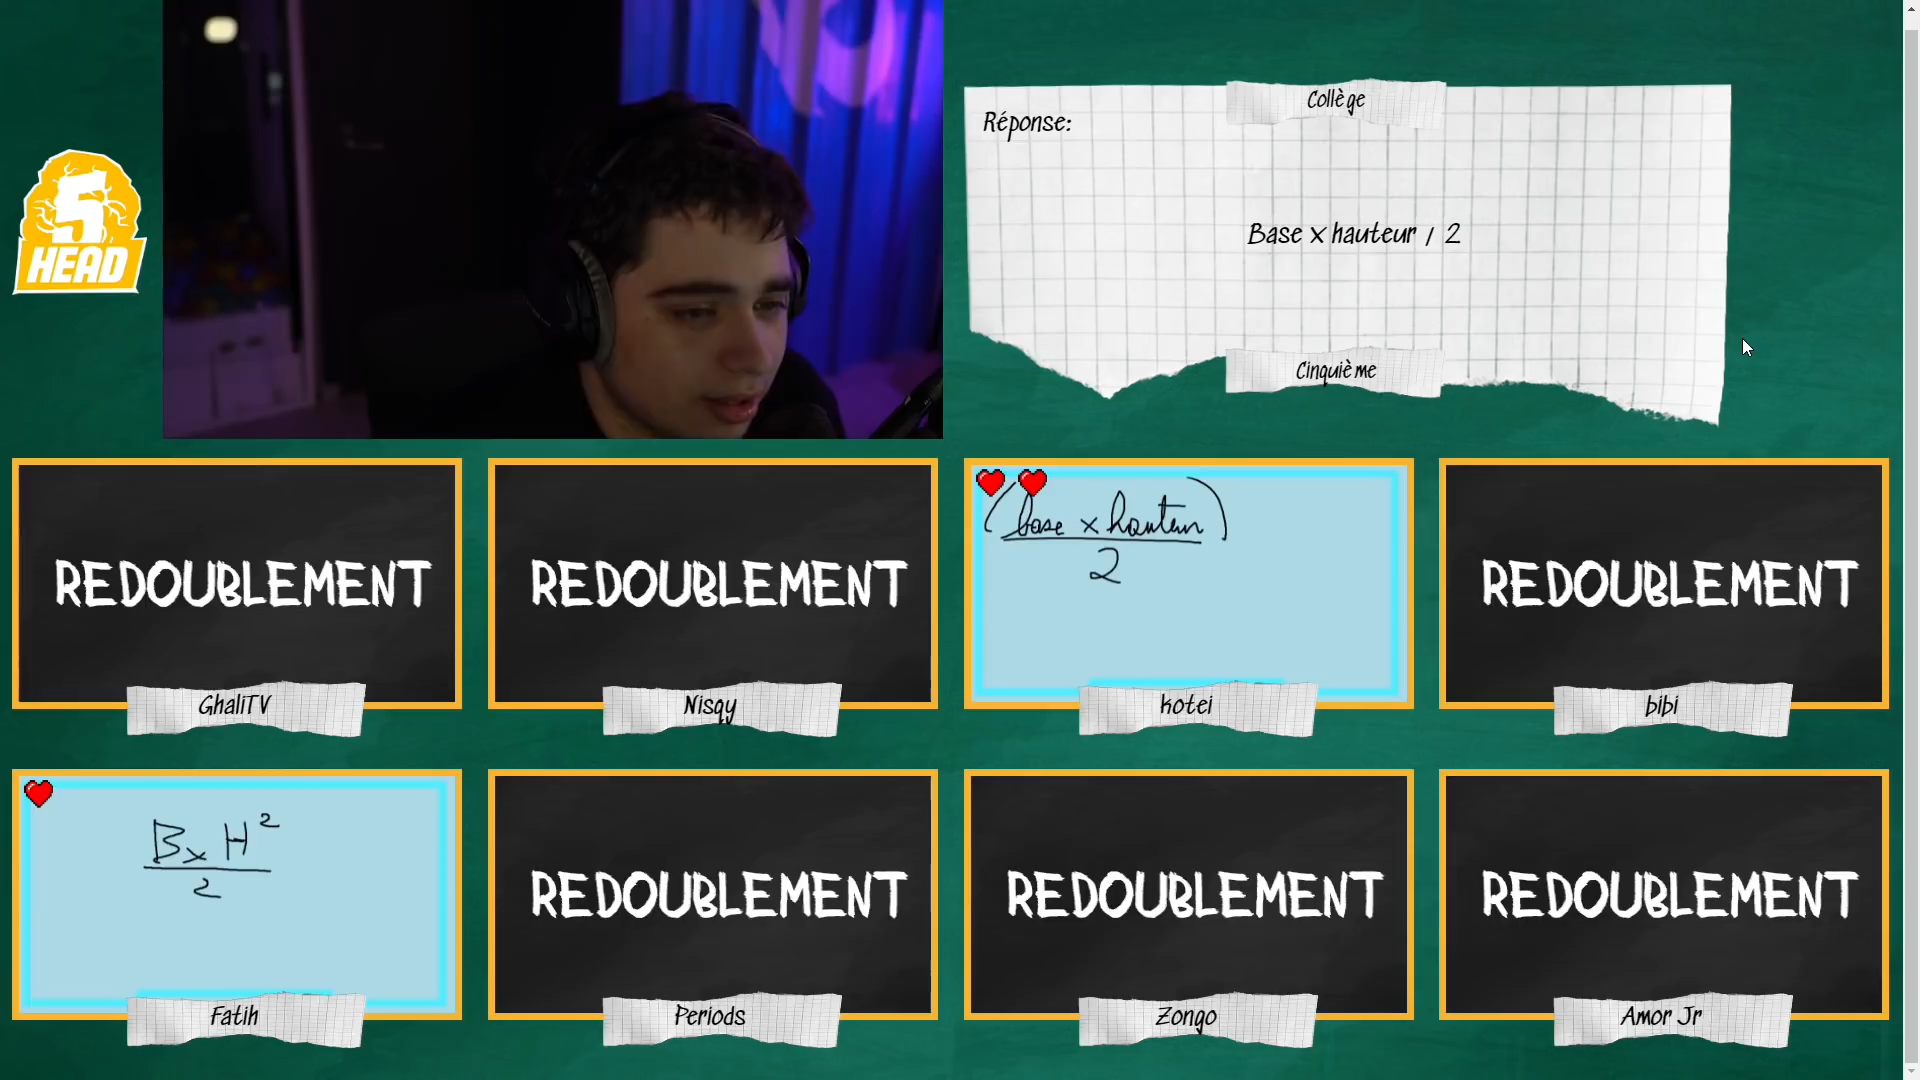 5
HEAD
Collège
Réponse:
Base x hauteur / 2
Cinquième
REDOUBLEMENT
GhaliTV
REDOUBLEMENT
Nisqy
(base x hauteur)
2
kotei
REDOUBLEMENT
bibi
B x H²
2
Fatih
REDOUBLEMENT
Periods
REDOUBLEMENT
Zongo
REDOUBLEMENT
Amor Jr